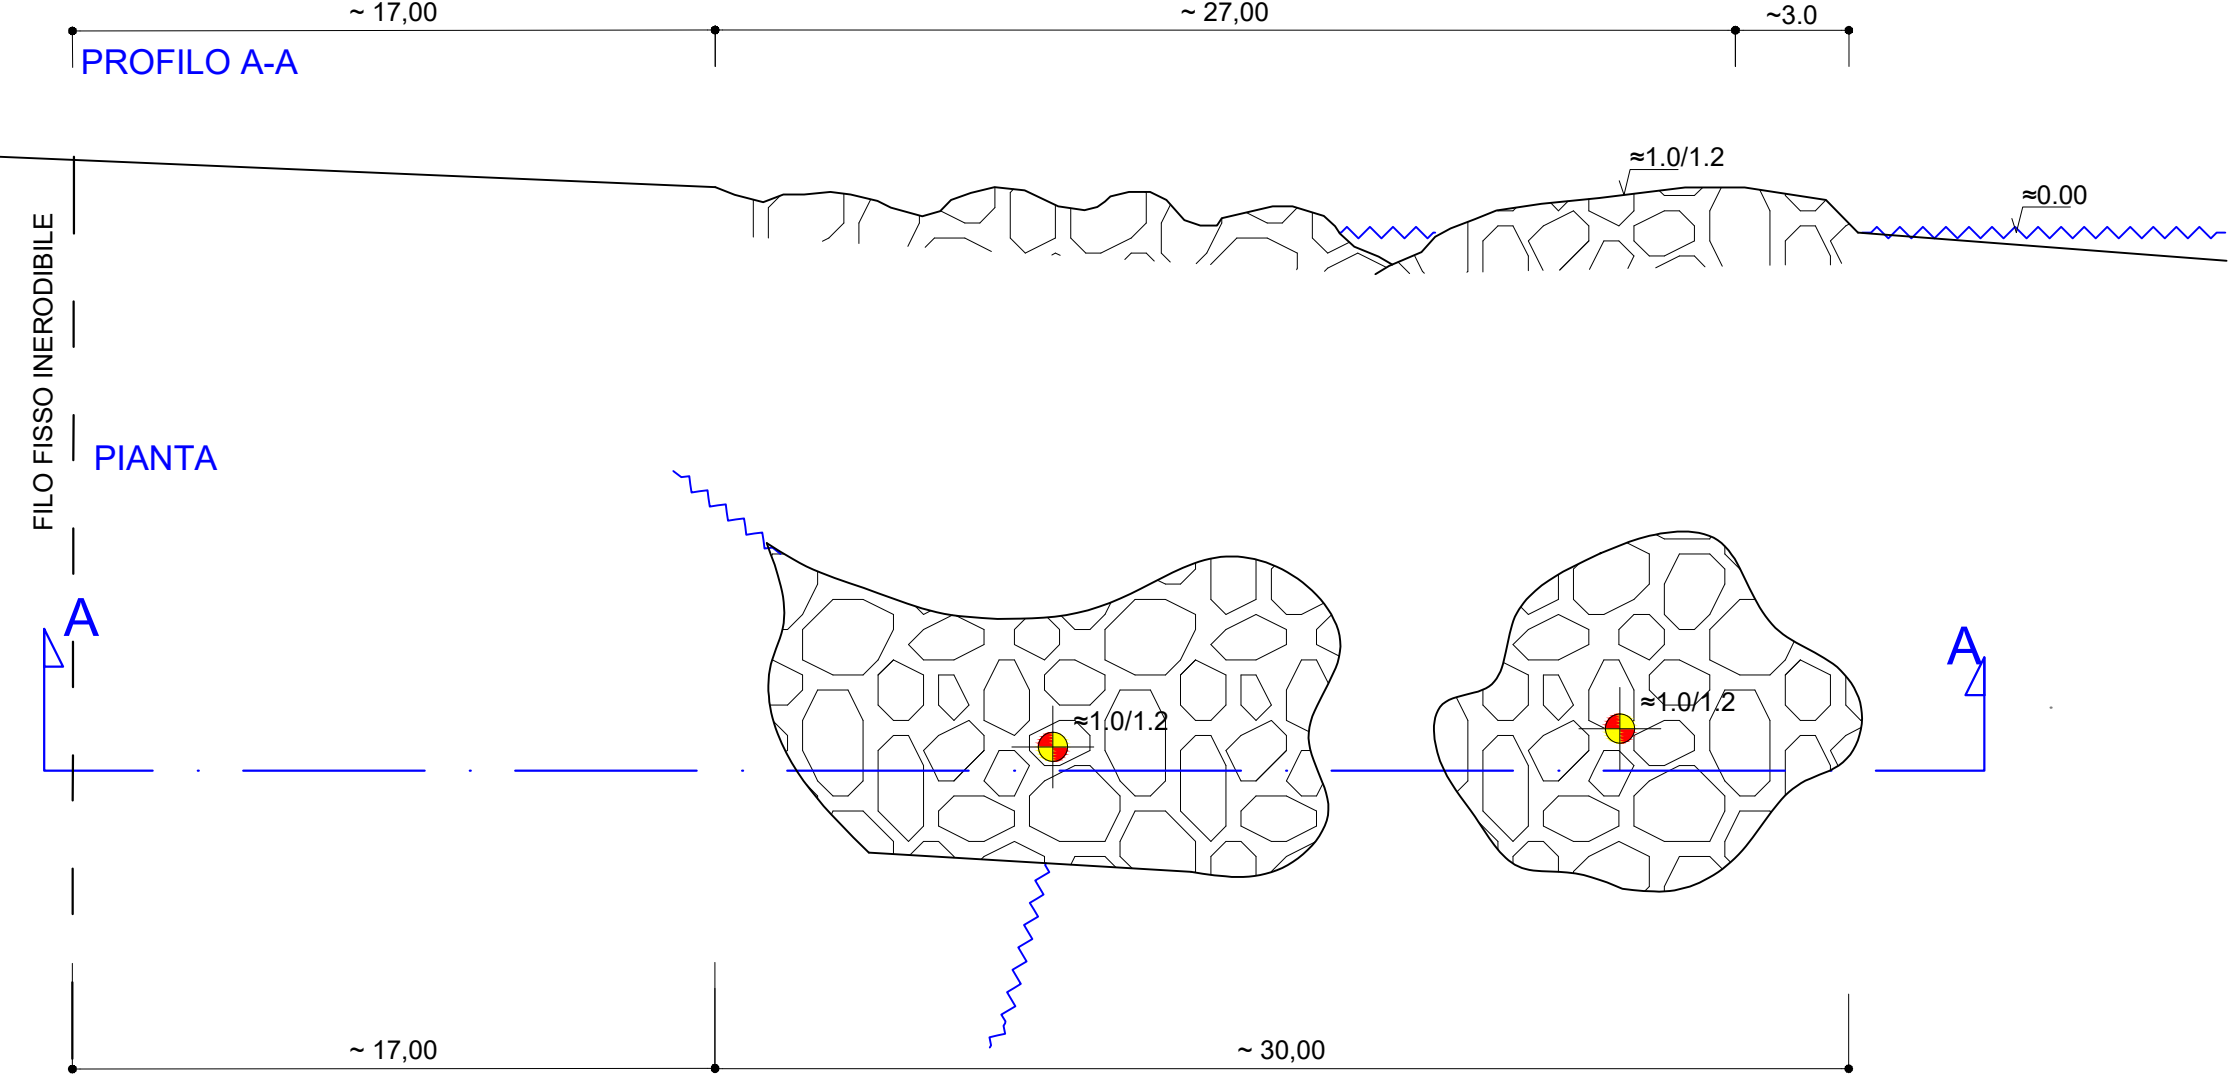 ~ 17,00
~ 27,00
~3.0
PROFILO A-A
≈1.0/1.2
≈0.00
FILO FISSO INERODIBILE
PIANTA
A
A
≈1.0/1.2
≈1.0/1.2
~ 17,00
~ 30,00